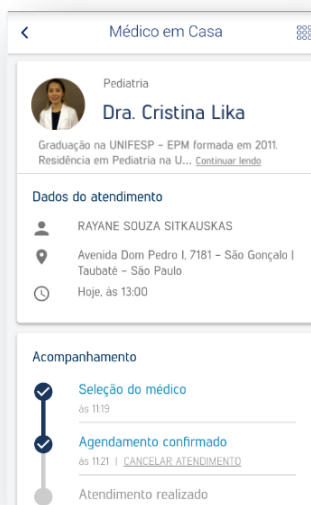 Médico em Casa
Pediatria
Dra. Cristina Lika
Graduação na UNIFESP - EPM formada em 2011.
Residência em Pediatria na U... Continuar lendo
Dados do atendimento
RAYANE SOUZA SITKAUSKAS
Avenida Dom Pedro I, 7181 - São Gonçalo |
Taubaté - São Paulo
Hoje, às 13:00
Acompanhamento
Seleção do médico
às 11:19
Agendamento confirmado
às 11:21 | CANCELAR ATENDIMENTO
Atendimento realizado